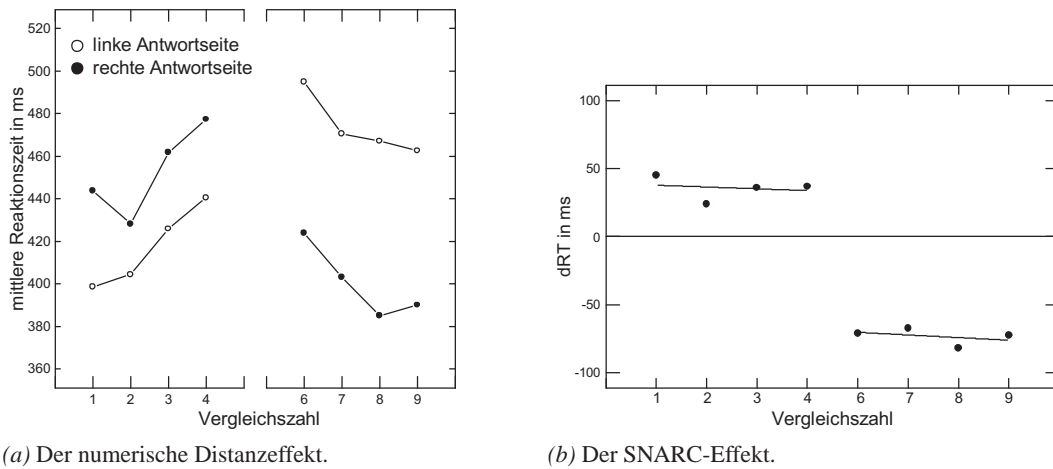 520
500
480
460
440
420
400
380
360
mittlere Reaktionszeit in ms
linke Antwortseite
rechte Antwortseite
1 2 3 4 6 7 8 9
Vergleichszahl
(a) Der numerische Distanzeffekt.
100
50
0
-50
-100
dRT in ms
1 2 3 4 6 7 8 9
Vergleichszahl
(b) Der SNARC-Effekt.